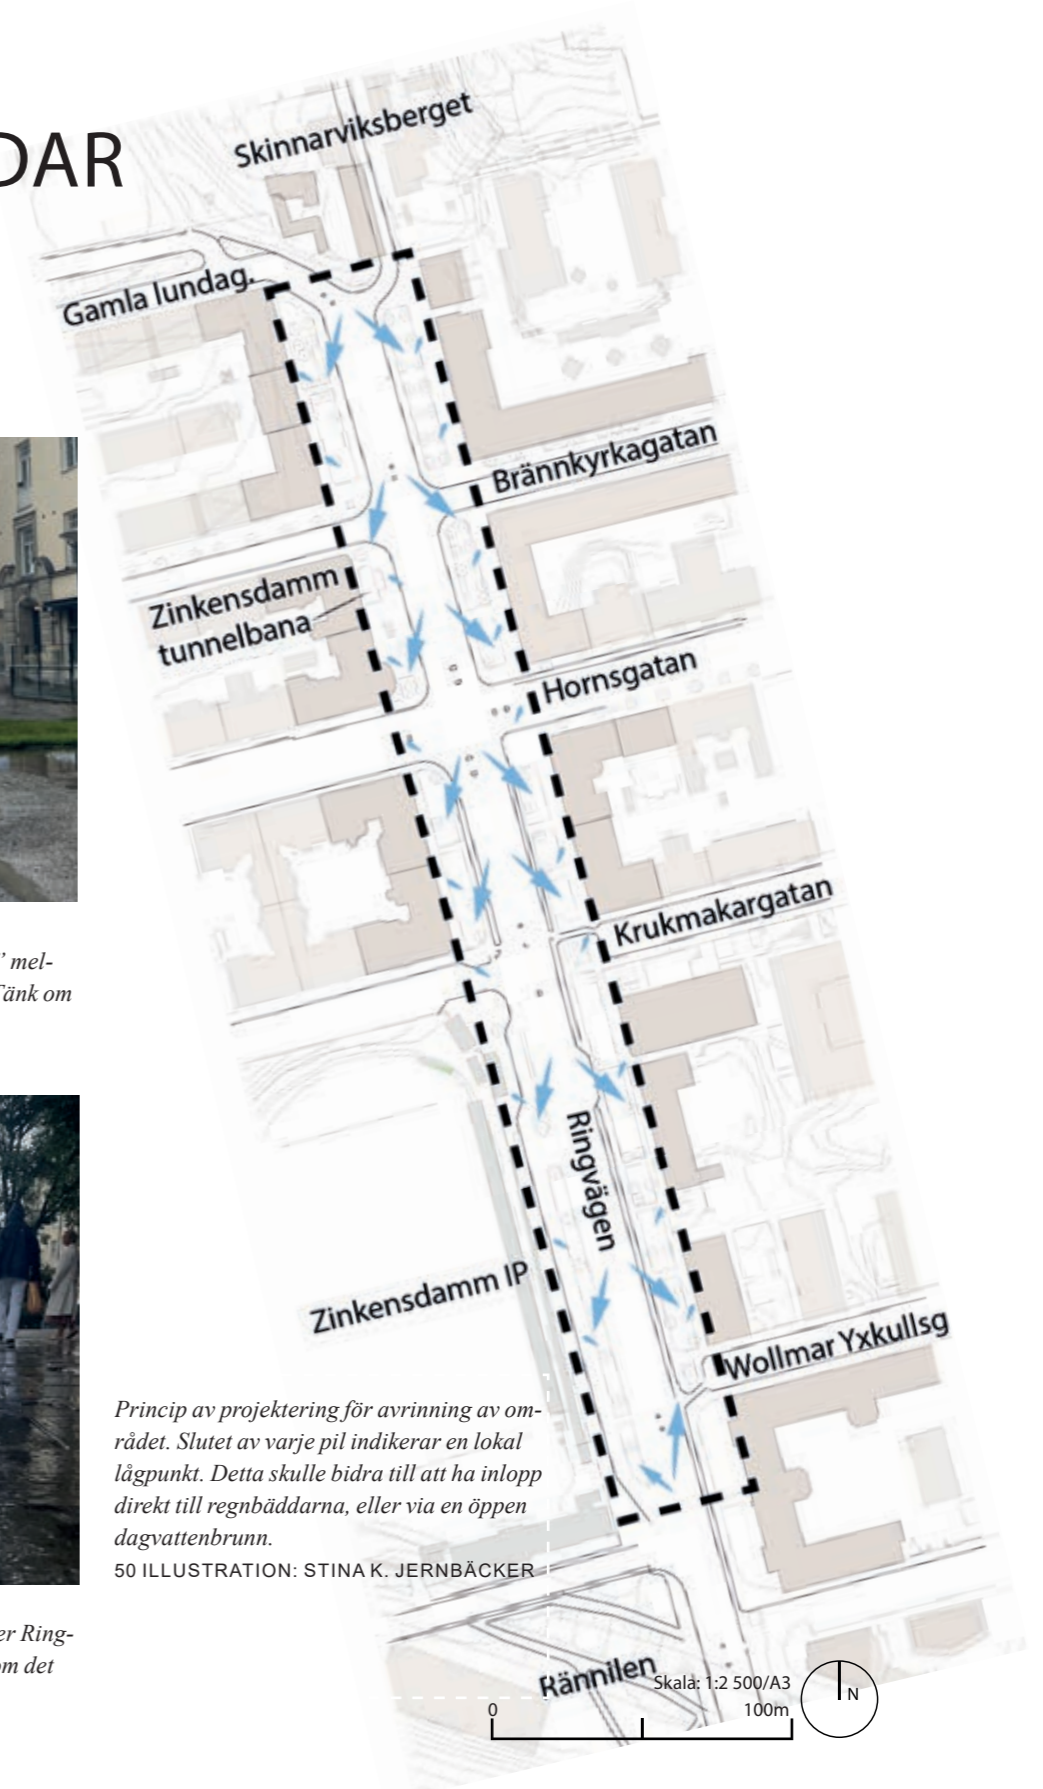 DAR
Skinnarviksberget
Gamla lundag.
Brännkyrkagatan
Zinkensdamm
tunnelbana
Hornsgatan
Krukmakargatan
Ringvägen
Zinkensdamm IP
Wollmar Yxkullsg
” mel-
Tänk om
Princip av projektering för avrinning av om-
rådet. Slutet av varje pil indikerar en lokal
lågpunkt. Detta skulle bidra till att ha inlopp
direkt till regnbäddarna, eller via en öppen
dagvattenbrunn.
50 ILLUSTRATION: STINA K. JERNBÄCKER
er Ring-
om det
Rännilen
Skala: 1:2 500/A3
0
100m
N